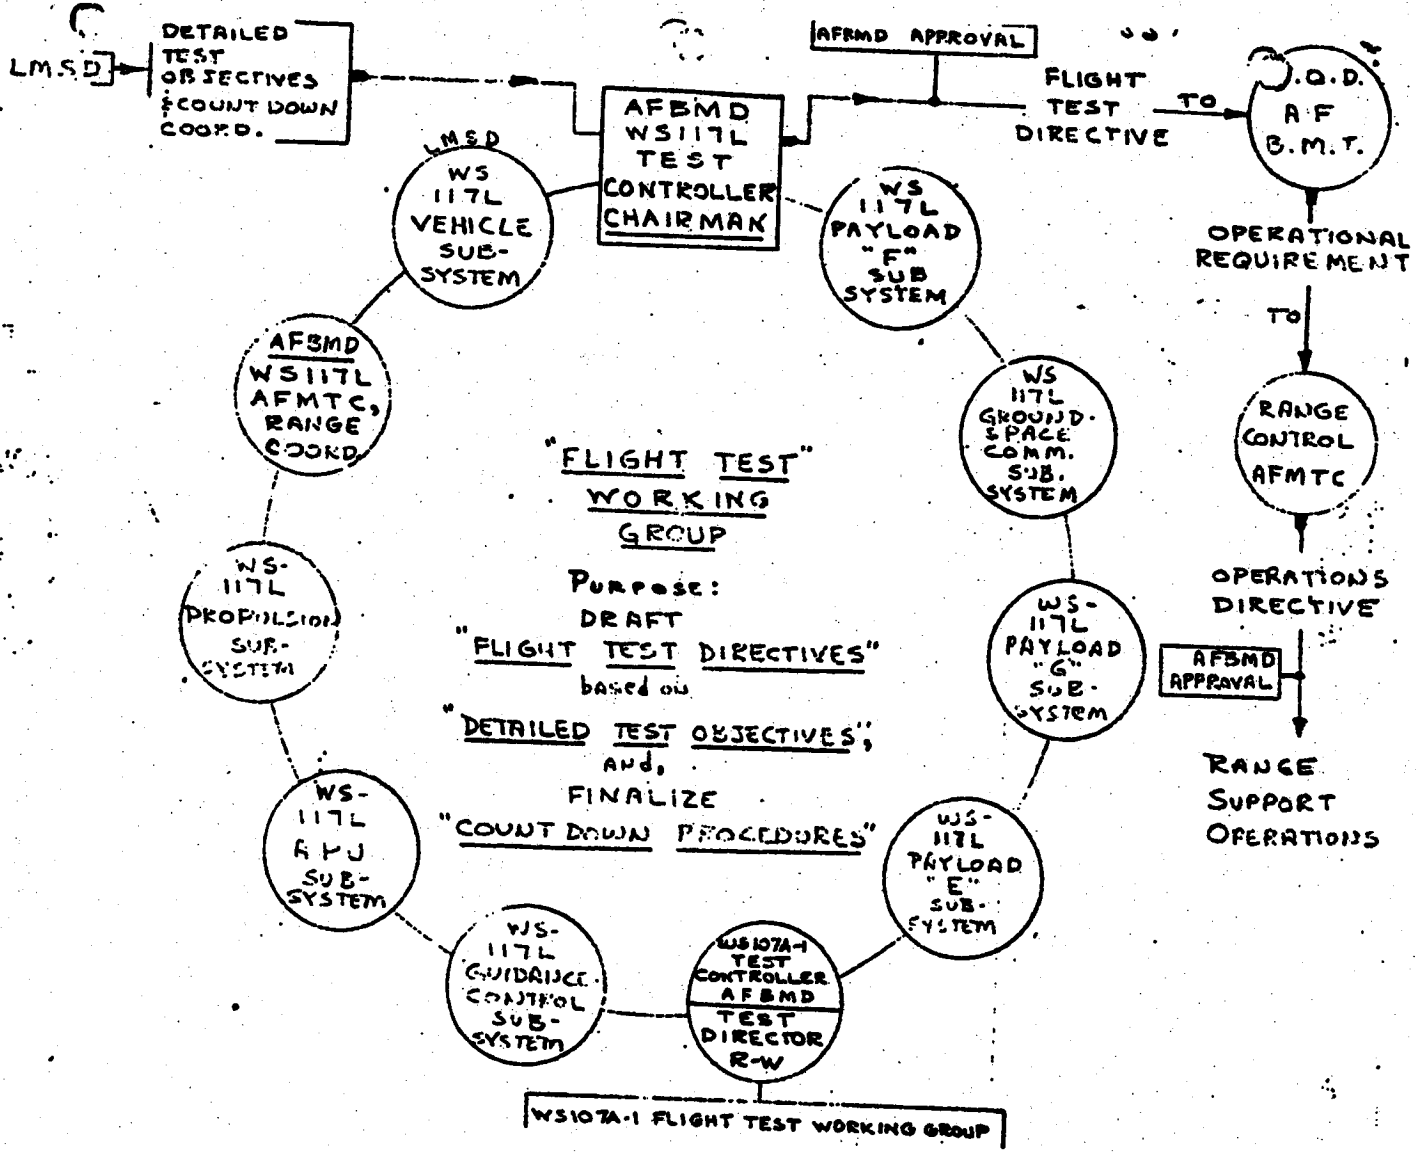 LMSD
DETAILED
TEST
OBJECTIVES
& COUNT DOWN
COORD.
AFBMD
WS117L
TEST
CONTROLLER
CHAIRMAN
AFBMD APPROVAL
FLIGHT
TEST
DIRECTIVE
TO
.O.D.
AF
B.M.T.
OPERATIONAL
REQUIREMENT
TO
RANGE
CONTROL
AFMTC
OPERATIONS
DIRECTIVE
AFBMD
APPROVAL
RANGE
SUPPORT
OPERATIONS
LMSD
WS
117L
VEHICLE
SUB-
SYSTEM
WS
117L
PAYLOAD
"F"
SUB
SYSTEM
WS
117L
GROUND-
SPACE
COMM.
SUB.
SYSTEM
WS-
117L
PAYLOAD
"G"
SUB-
SYSTEM
WS-
117L
PAYLOAD
"E"
SUB-
SYSTEM
WS107A-1
TEST
CONTROLLER
AFBMD
TEST
DIRECTOR
R-W
WS107A-1 FLIGHT TEST WORKING GROUP
WS-
117L
GUIDANCE-
CONTROL
SUB-
SYSTEM
WS-
117L
APU
SUB-
SYSTEM
WS-
117L
PROPULSION
SUB-
SYSTEM
AFBMD
WS117L
AFMTC,
RANGE
COORD
"FLIGHT TEST"
WORKING
GROUP
PURPOSE:
DRAFT
"FLIGHT TEST DIRECTIVES"
based on
"DETAILED TEST OBJECTIVES",
AND,
FINALIZE
"COUNT DOWN PROCEDURES"